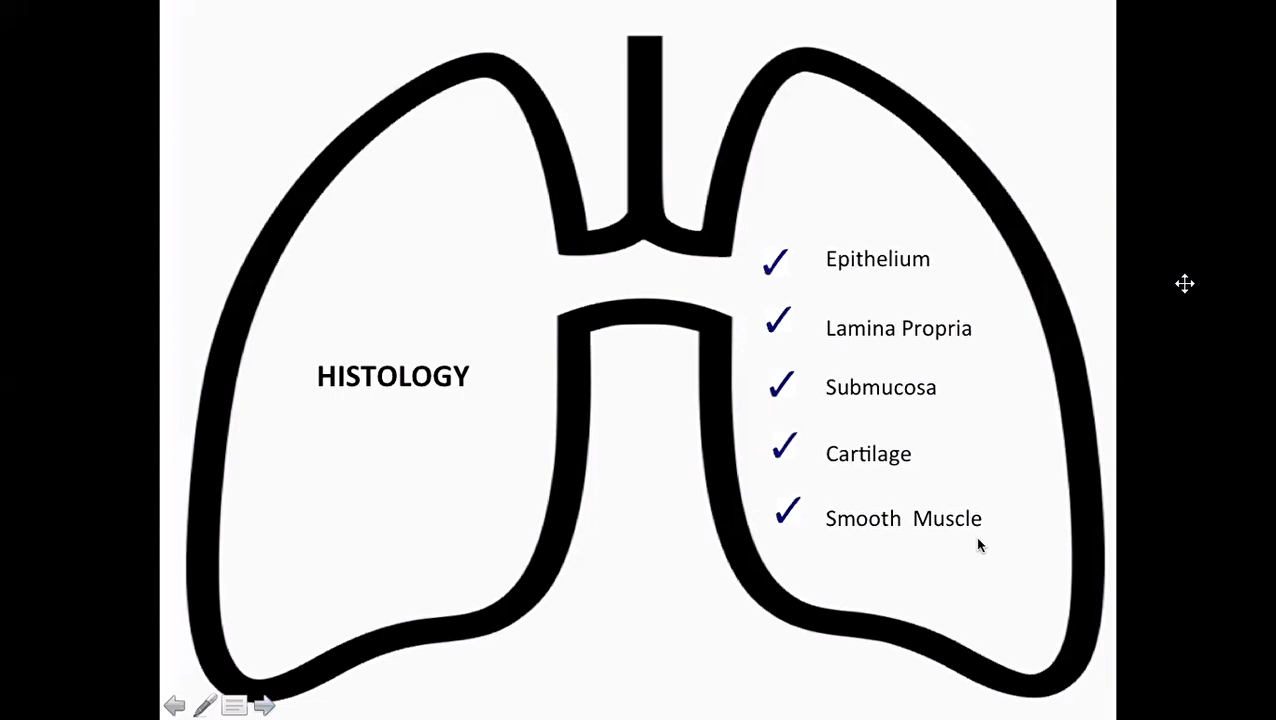 HISTOLOGY
Epithelium
Lamina Propria
Submucosa
Cartilage
Smooth Muscle